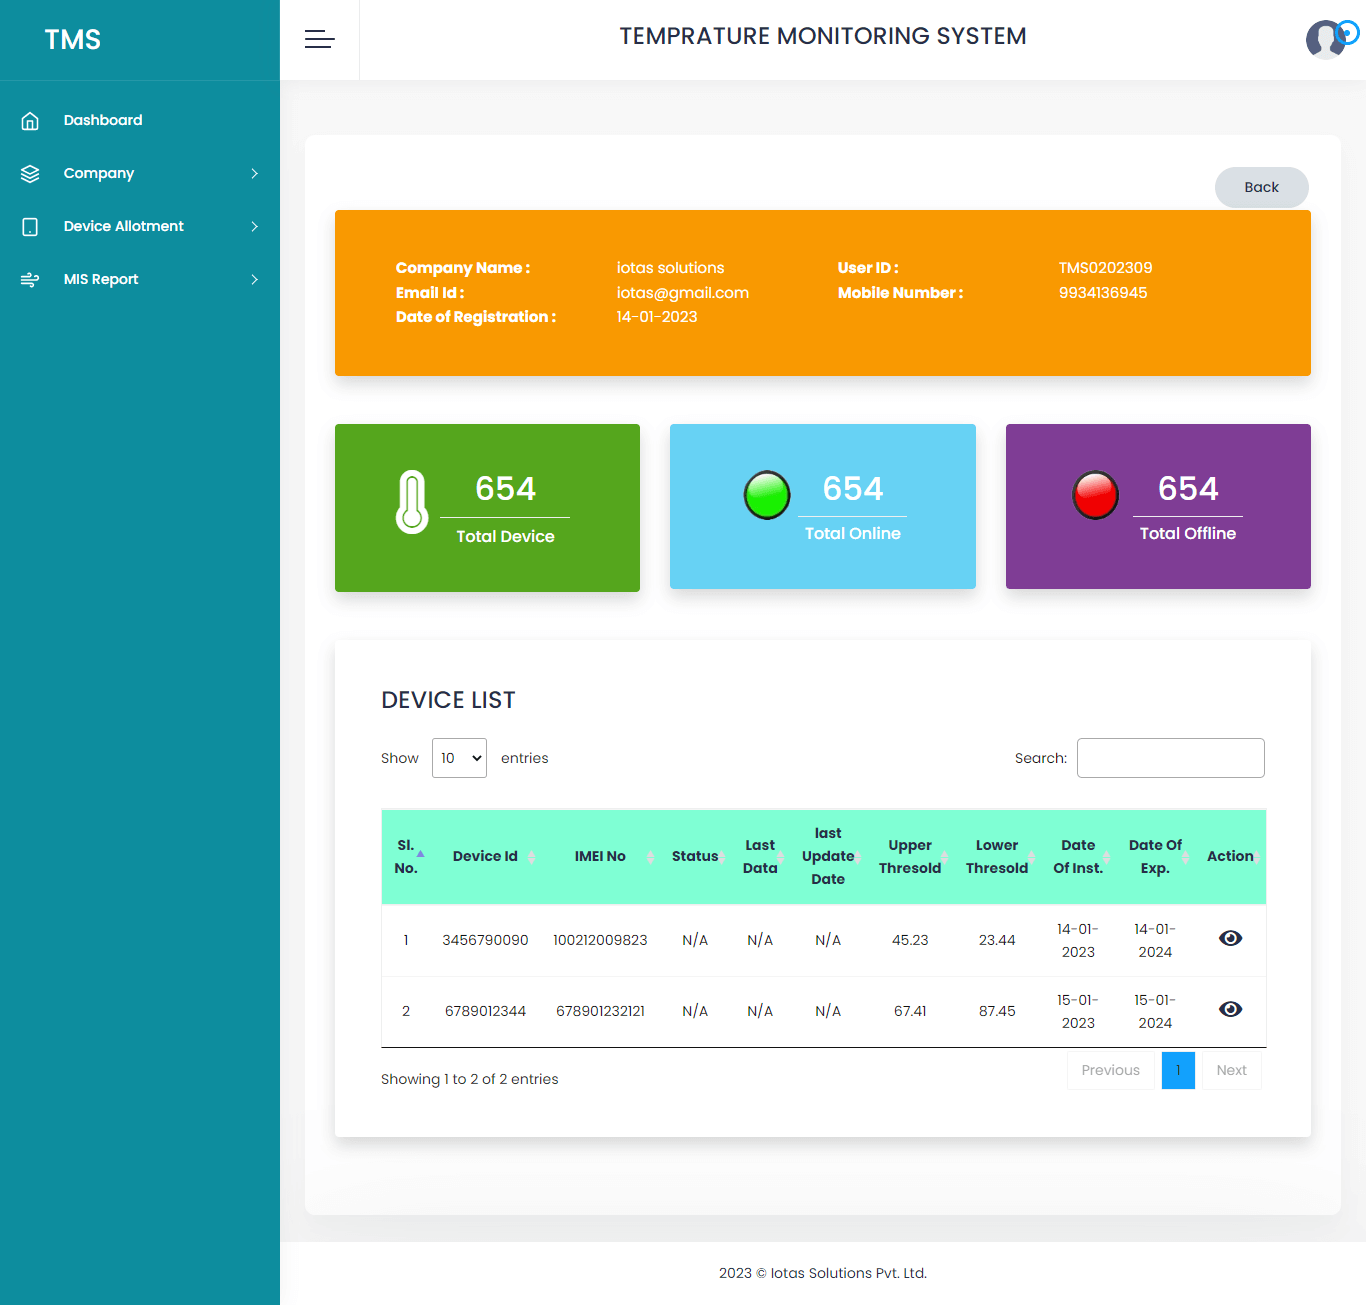 TMS
TEMPRATURE MONITORING SYSTEM
Dashboard
Company
Device Allotment
MIS Report
Back
Company Name : iotas solutions User ID : TMS0202309
Email Id : iotas@gmail.com Mobile Number : 9934136945
Date of Registration : 14-01-2023
654
Total Device
654
Total Online
654
Total Offline
DEVICE LIST
Show 10 entries Search:
Sl. No. Device Id IMEI No Status Last Data last Update Date Upper Thresold Lower Thresold Date Of Inst. Date Of Exp. Action
1 3456790090 100212009823 N/A N/A N/A 45.23 23.44 14-01-2023 14-01-2024
2 6789012344 678901232121 N/A N/A N/A 67.41 87.45 15-01-2023 15-01-2024
Showing 1 to 2 of 2 entries Previous 1 Next
2023 © Iotas Solutions Pvt. Ltd.